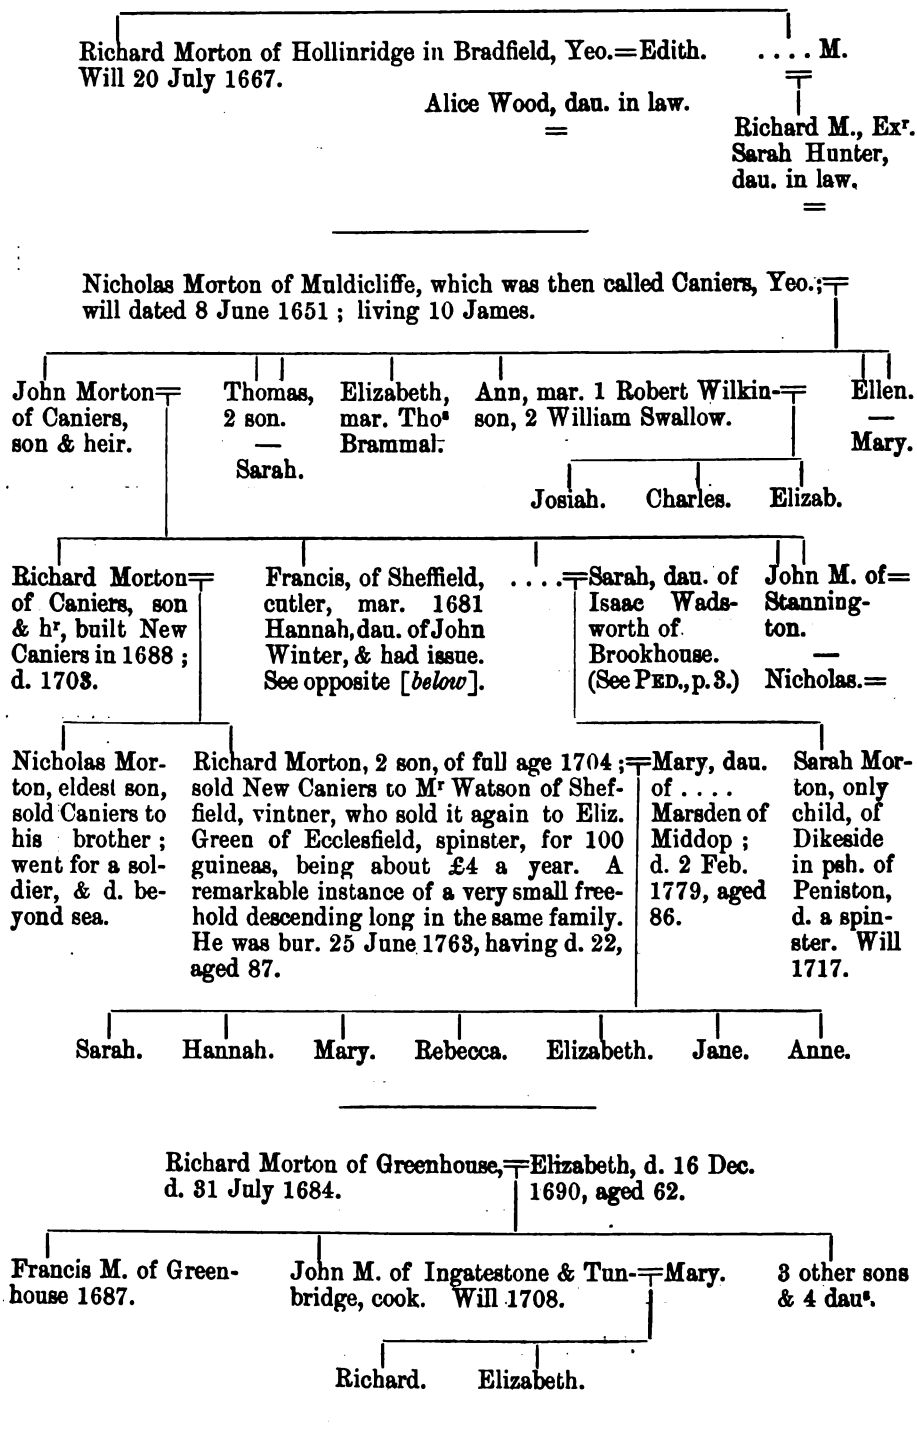 Richard Morton of Hollinridge in Bradfield, Yeo.=Edith.
Will 20 July 1667.
. . . . M.
Alice Wood, dau. in law.
=
Richard M., Exr.
Sarah Hunter,
dau. in law.
=
Nicholas Morton of Muldicliffe, which was then called Caniers, Yeo.;=
will dated 8 June 1651 ; living 10 James.
John Morton=
of Caniers,
son & heir.
Thomas,
2 son.
—
Sarah.
Elizabeth,
mar. Thos
Brammal.
Ann, mar. 1 Robert Wilkin-=
son, 2 William Swallow.
Ellen.
—
Mary.
Josiah. Charles. Elizab.
Richard Morton=
of Caniers, son
& hr, built New
Caniers in 1688 ;
d. 1703.
Francis, of Sheffield,
cutler, mar. 1681
Hannah, dau. of John
Winter, & had issue.
See opposite [below].
. . . .=Sarah, dau. of
Isaac Wads-
worth of
Brookhouse.
(See PED., p. 3.)
John M. of=
Stanning-
ton.
—
Nicholas.=
Nicholas Mor-
ton, eldest son,
sold Caniers to
his brother ;
went for a sol-
dier, & d. be-
yond sea.
Richard Morton, 2 son, of full age 1704 ;=
sold New Caniers to Mr Watson of Shef-
field, vintner, who sold it again to Eliz.
Green of Ecclesfield, spinster, for 100
guineas, being about £4 a year. A
remarkable instance of a very small free-
hold descending long in the same family.
He was bur. 25 June 1763, having d. 22,
aged 87.
Mary, dau.
of . . . .
Marsden of
Middop ;
d. 2 Feb.
1779, aged
86.
Sarah Mor-
ton, only
child, of
Dikeside
in psh. of
Peniston,
d. a spin-
ster. Will
1717.
Sarah. Hannah. Mary. Rebecca. Elizabeth. Jane. Anne.
Richard Morton of Greenhouse,=Elizabeth, d. 16 Dec.
d. 31 July 1684. 1690, aged 62.
Francis M. of Green-
house 1687.
John M. of Ingatestone & Tun-=Mary.
bridge, cook. Will 1708.
3 other sons
& 4 daus.
Richard. Elizabeth.